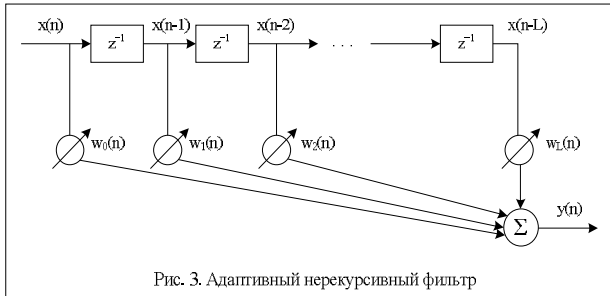 x(n) x(n-1) x(n-2) . . . x(n-L)
z⁻¹ z⁻¹ z⁻¹
w₀(n) w₁(n) w₂(n) w_L(n)
Σ y(n)
Рис. 3. Адаптивный нерекурсивный фильтр